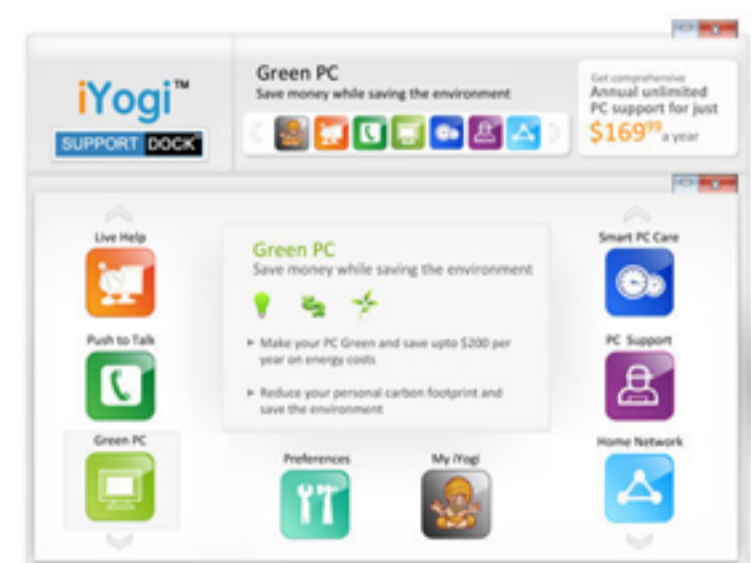 iYogi™
SUPPORT DOCK
Green PC
Save money while saving the environment
Get comprehensive
Annual unlimited
PC support for just
$169⁹⁹ a year
Live Help
Push to Talk
Green PC
Green PC
Save money while saving the environment
Make your PC Green and save upto $200 per
year on energy costs
Reduce your personal carbon footprint and
save the environment
Preferences
My iYogi
Smart PC Care
PC Support
Home Network